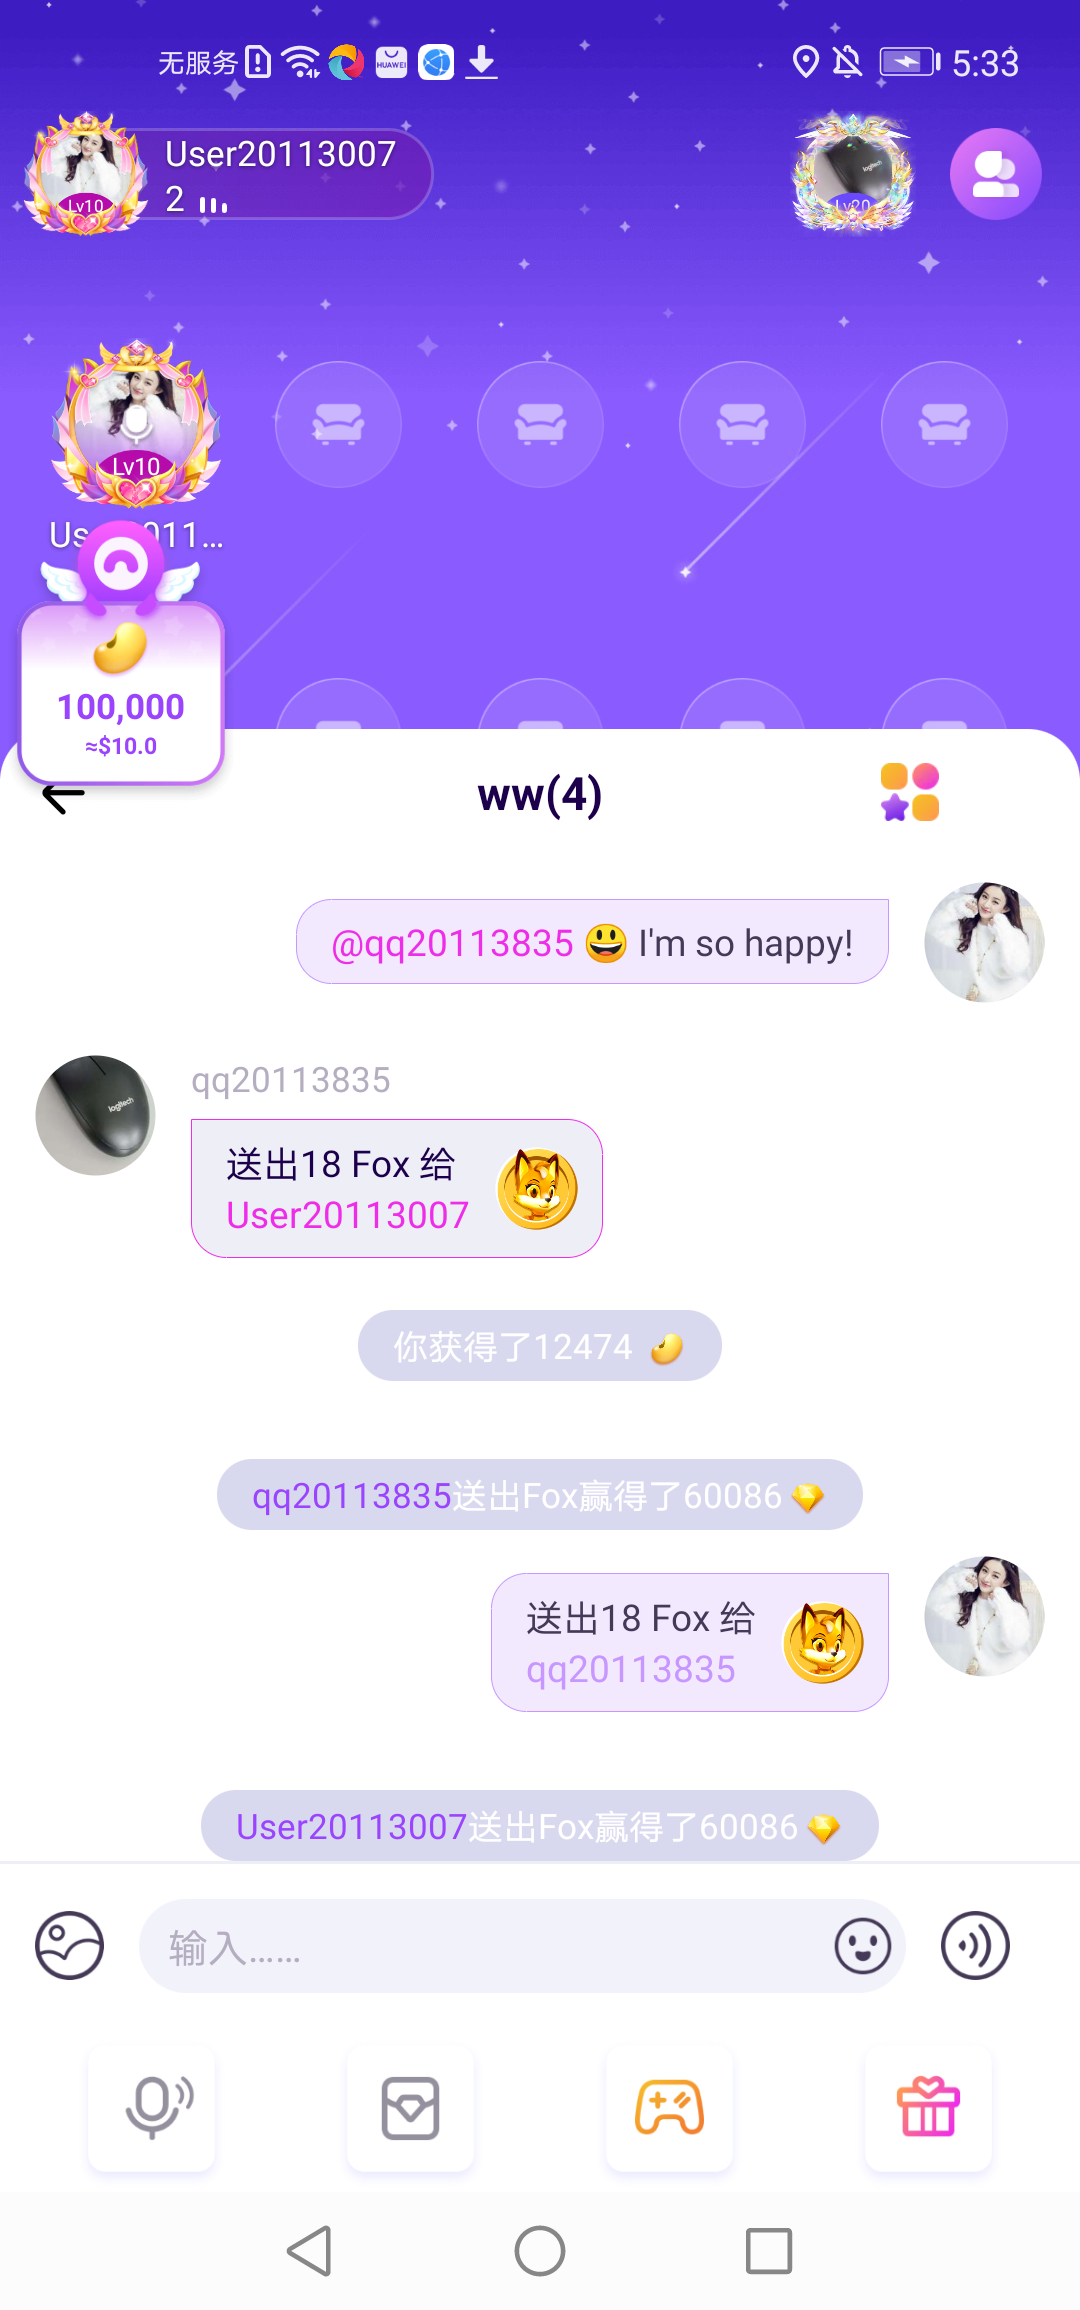 无服务
HUAWEI
5:33
User20113007
2
Lv10
logitech
Lv20
Lv10
100,000
≈$10.0
ww(4)
@qq20113835 😃 I'm so happy!
qq20113835
logitech
送出18 Fox 给
User20113007
你获得了12474
qq20113835送出Fox赢得了60086
送出18 Fox 给
qq20113835
User20113007送出Fox赢得了60086
输入……